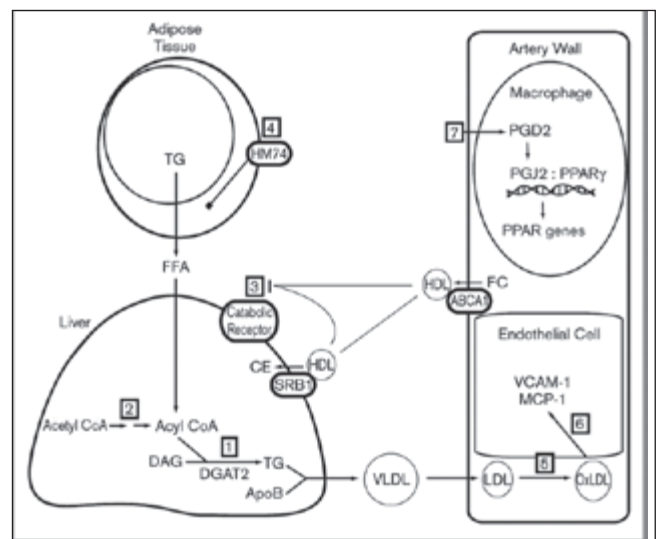 Adipose
Tissue
4
HM74
TG
FFA
Liver
3
Catabolic
Receptor
CE
HDL
SRB1
HDL
FC
ABCA1
Acetyl CoA
2
Acyl CoA
1
DAG
DGAT2
TG
ApoB
VLDL
Artery Wall
Macrophage
7
PGD2
PGJ2 : PPARγ
PPAR genes
Endothelial Cell
VCAM-1
MCP-1
6
5
LDL
OxLDL